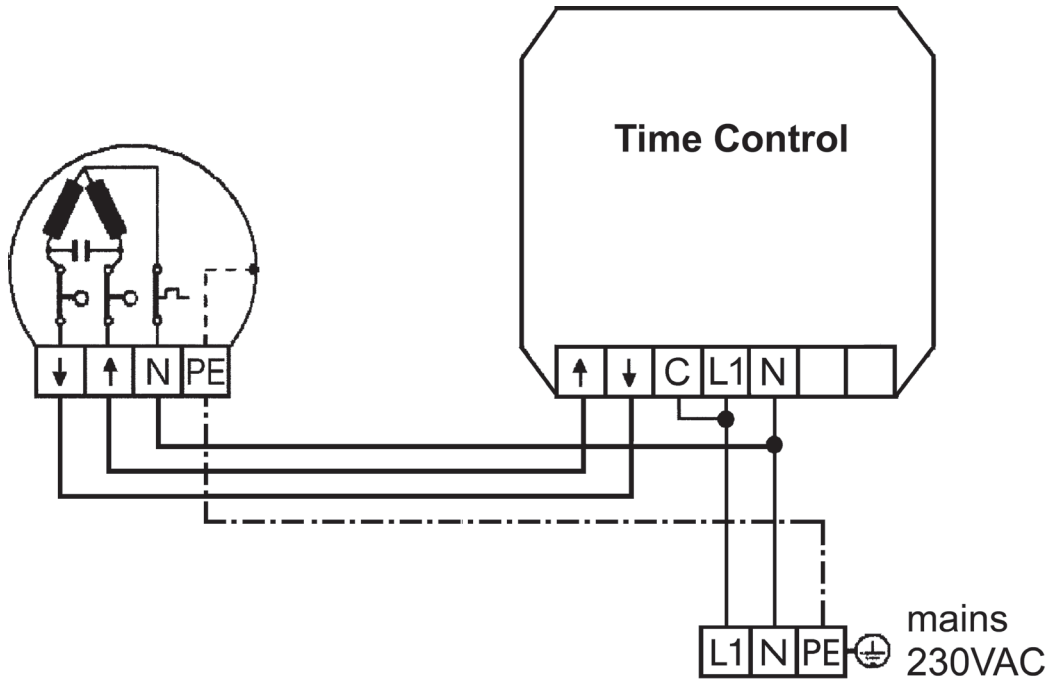 Time Control
↓ ↑ N PE
↑ ↓ C L1 N
L1 N PE
mains
230VAC